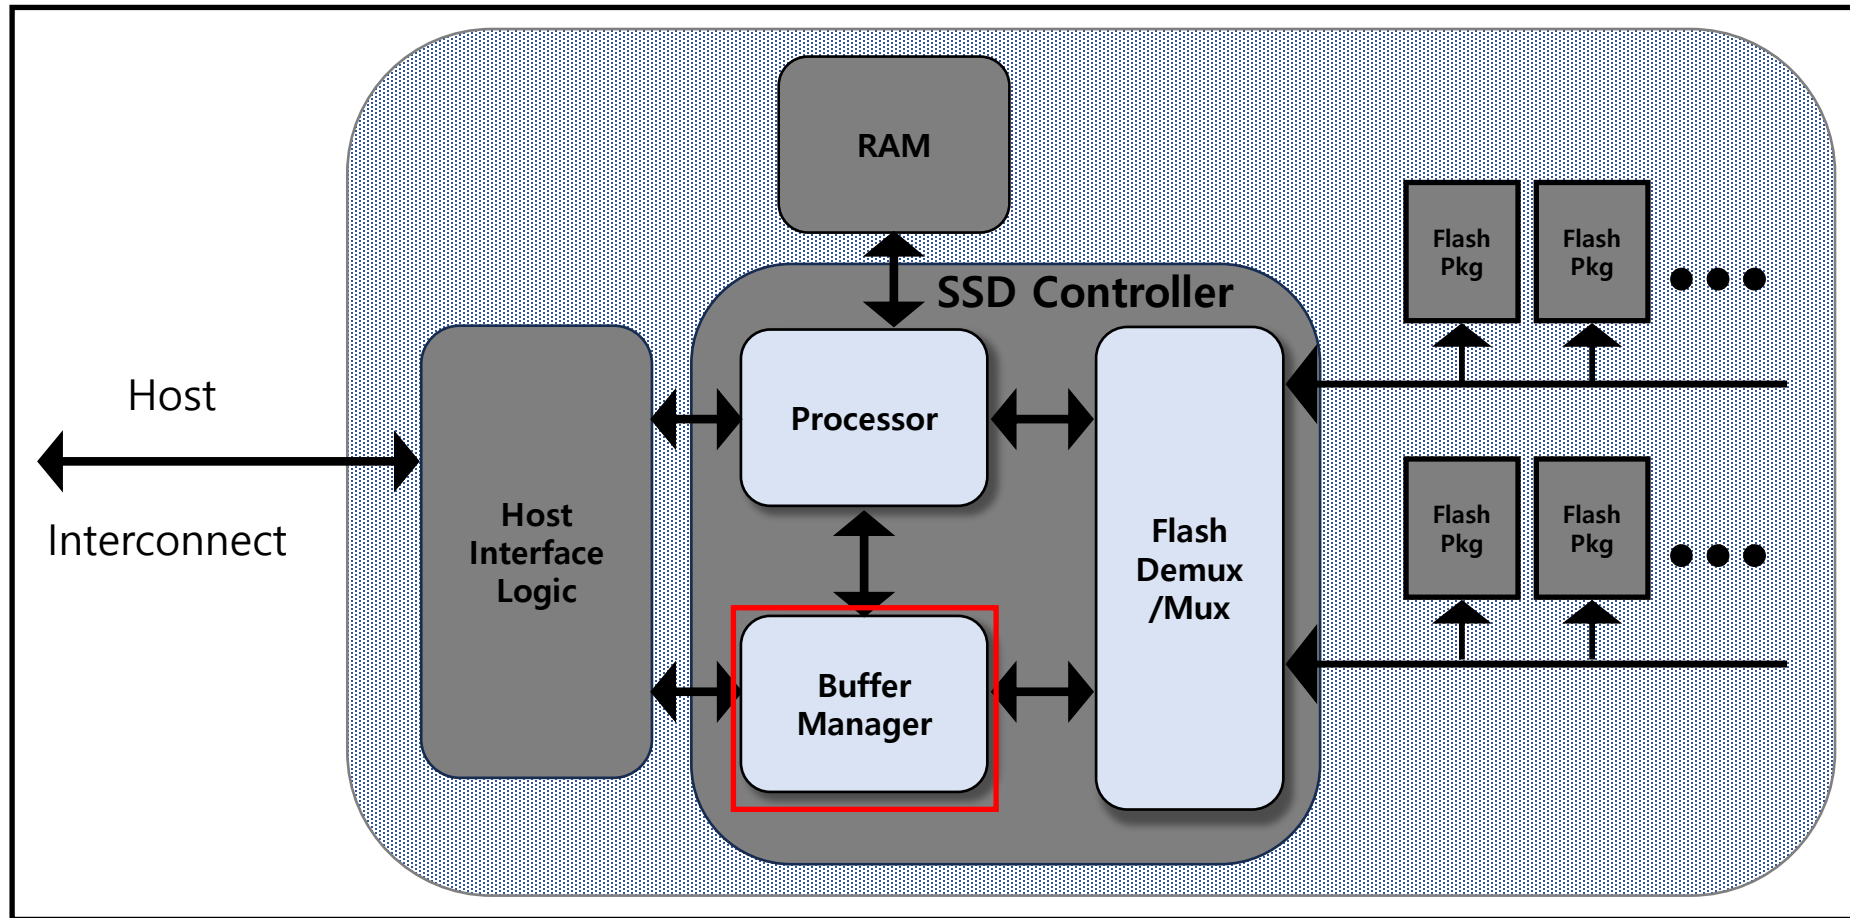 RAM
SSD Controller
Host
Interconnect
Host
Interface
Logic
Processor
Buffer
Manager
Flash
Demux
/Mux
Flash
Pkg
Flash
Pkg
Flash
Pkg
Flash
Pkg